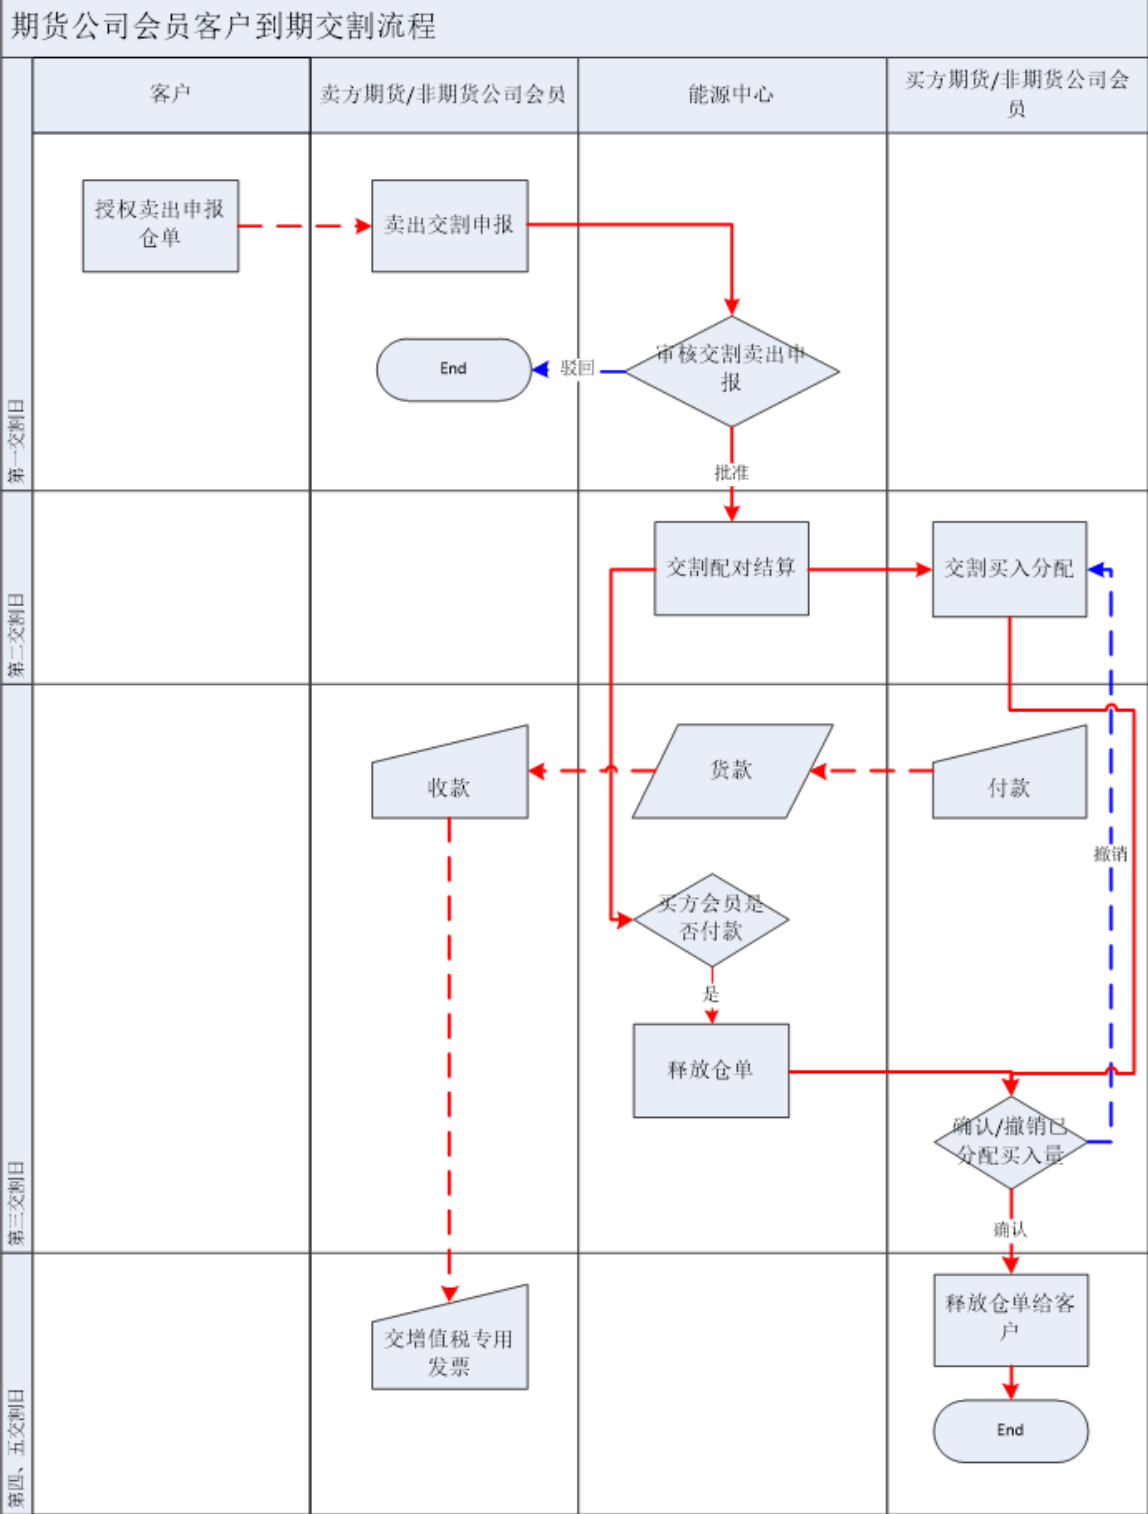 期货公司会员客户到期交割流程
客户
卖方期货/非期货公司会员
能源中心
买方期货/非期货公司会
员
第一交割日
授权卖出申报
仓单
卖出交割申报
审核交割卖出申
报
驳回
End
批准
第二交割日
交割配对结算
交割买入分配
第三交割日
收款
货款
付款
撤销
买方会员是
否付款
是
释放仓单
确认/撤销已
分配买入量
确认
第四、五交割日
交增值税专用
发票
释放仓单给客
户
End